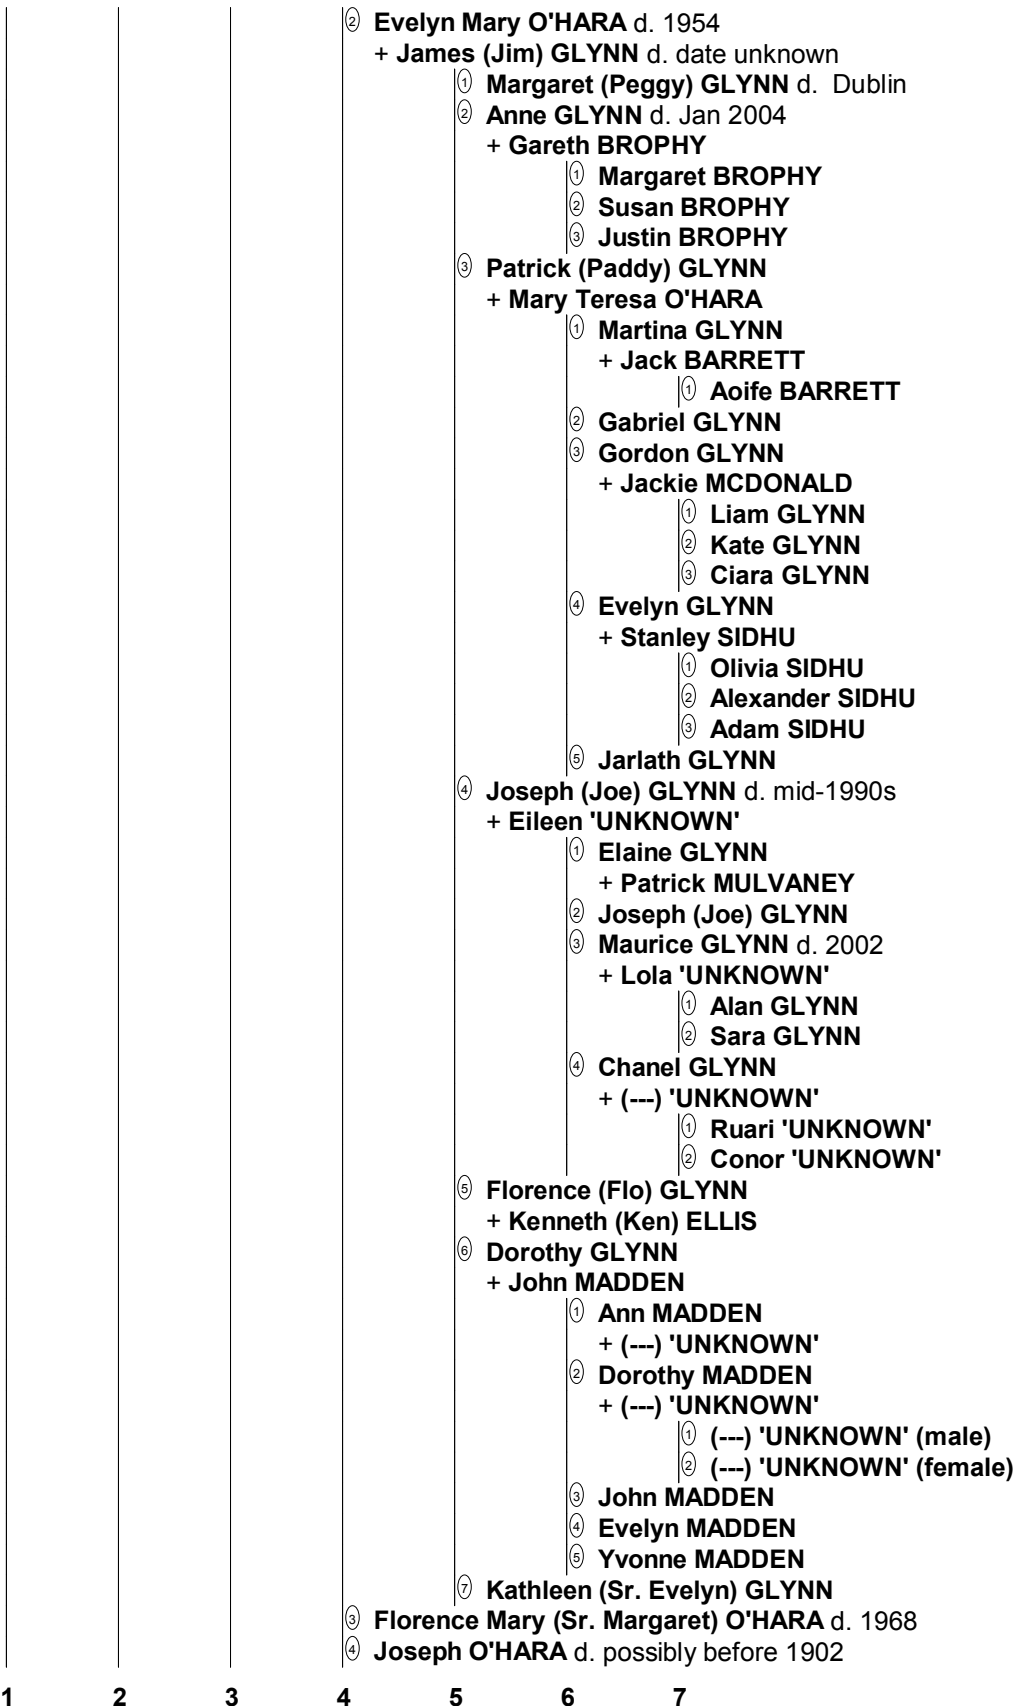 ② Evelyn Mary O'HARA d. 1954
+ James (Jim) GLYNN d. date unknown
① Margaret (Peggy) GLYNN d. Dublin
② Anne GLYNN d. Jan 2004
+ Gareth BROPHY
① Margaret BROPHY
② Susan BROPHY
③ Justin BROPHY
③ Patrick (Paddy) GLYNN
+ Mary Teresa O'HARA
① Martina GLYNN
+ Jack BARRETT
① Aoife BARRETT
② Gabriel GLYNN
③ Gordon GLYNN
+ Jackie MCDONALD
① Liam GLYNN
② Kate GLYNN
③ Ciara GLYNN
④ Evelyn GLYNN
+ Stanley SIDHU
① Olivia SIDHU
② Alexander SIDHU
③ Adam SIDHU
⑤ Jarlath GLYNN
④ Joseph (Joe) GLYNN d. mid-1990s
+ Eileen 'UNKNOWN'
① Elaine GLYNN
+ Patrick MULVANEY
② Joseph (Joe) GLYNN
③ Maurice GLYNN d. 2002
+ Lola 'UNKNOWN'
① Alan GLYNN
② Sara GLYNN
④ Chanel GLYNN
+ (---) 'UNKNOWN'
① Ruari 'UNKNOWN'
② Conor 'UNKNOWN'
⑤ Florence (Flo) GLYNN
+ Kenneth (Ken) ELLIS
⑥ Dorothy GLYNN
+ John MADDEN
① Ann MADDEN
+ (---) 'UNKNOWN'
② Dorothy MADDEN
+ (---) 'UNKNOWN'
① (---) 'UNKNOWN' (male)
② (---) 'UNKNOWN' (female)
③ John MADDEN
④ Evelyn MADDEN
⑤ Yvonne MADDEN
⑦ Kathleen (Sr. Evelyn) GLYNN
③ Florence Mary (Sr. Margaret) O'HARA d. 1968
④ Joseph O'HARA d. possibly before 1902
1 2 3 4 5 6 7